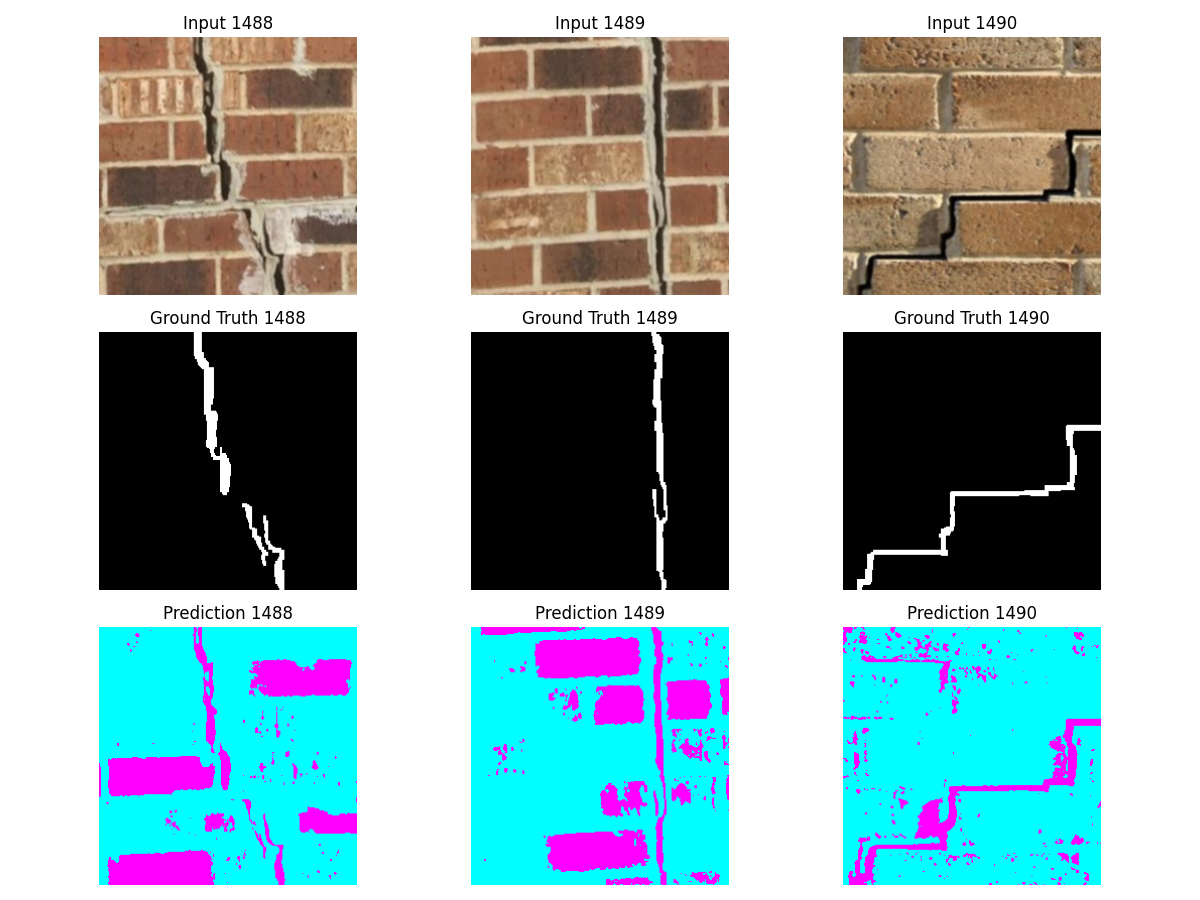 Input 1488
Input 1489
Input 1490
Ground Truth 1488
Ground Truth 1489
Ground Truth 1490
Prediction 1488
Prediction 1489
Prediction 1490